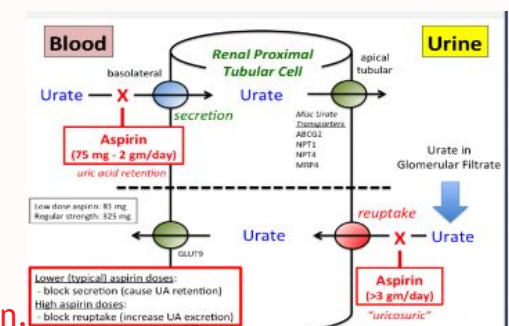 Blood
Renal Proximal
Tubular Cell
Urine
basolateral
apical
tubular
Urate
X
Urate
secretion
Misc Urate
Transporters
ABCG2
NPT1
NPT4
MRP4
Aspirin
(75 mg - 2 gm/day)
uric acid retention
Urate in
Glomerular Filtrate
Low dose aspirin: 81 mg
Regular strength: 325 mg
reuptake
Urate
X
Urate
GLUT9
Lower (typical) aspirin doses:
- block secretion (cause UA retention)
High aspirin doses:
- block reuptake (increase UA excretion)
Aspirin
(>3 gm/day)
"uricosuric"
n.